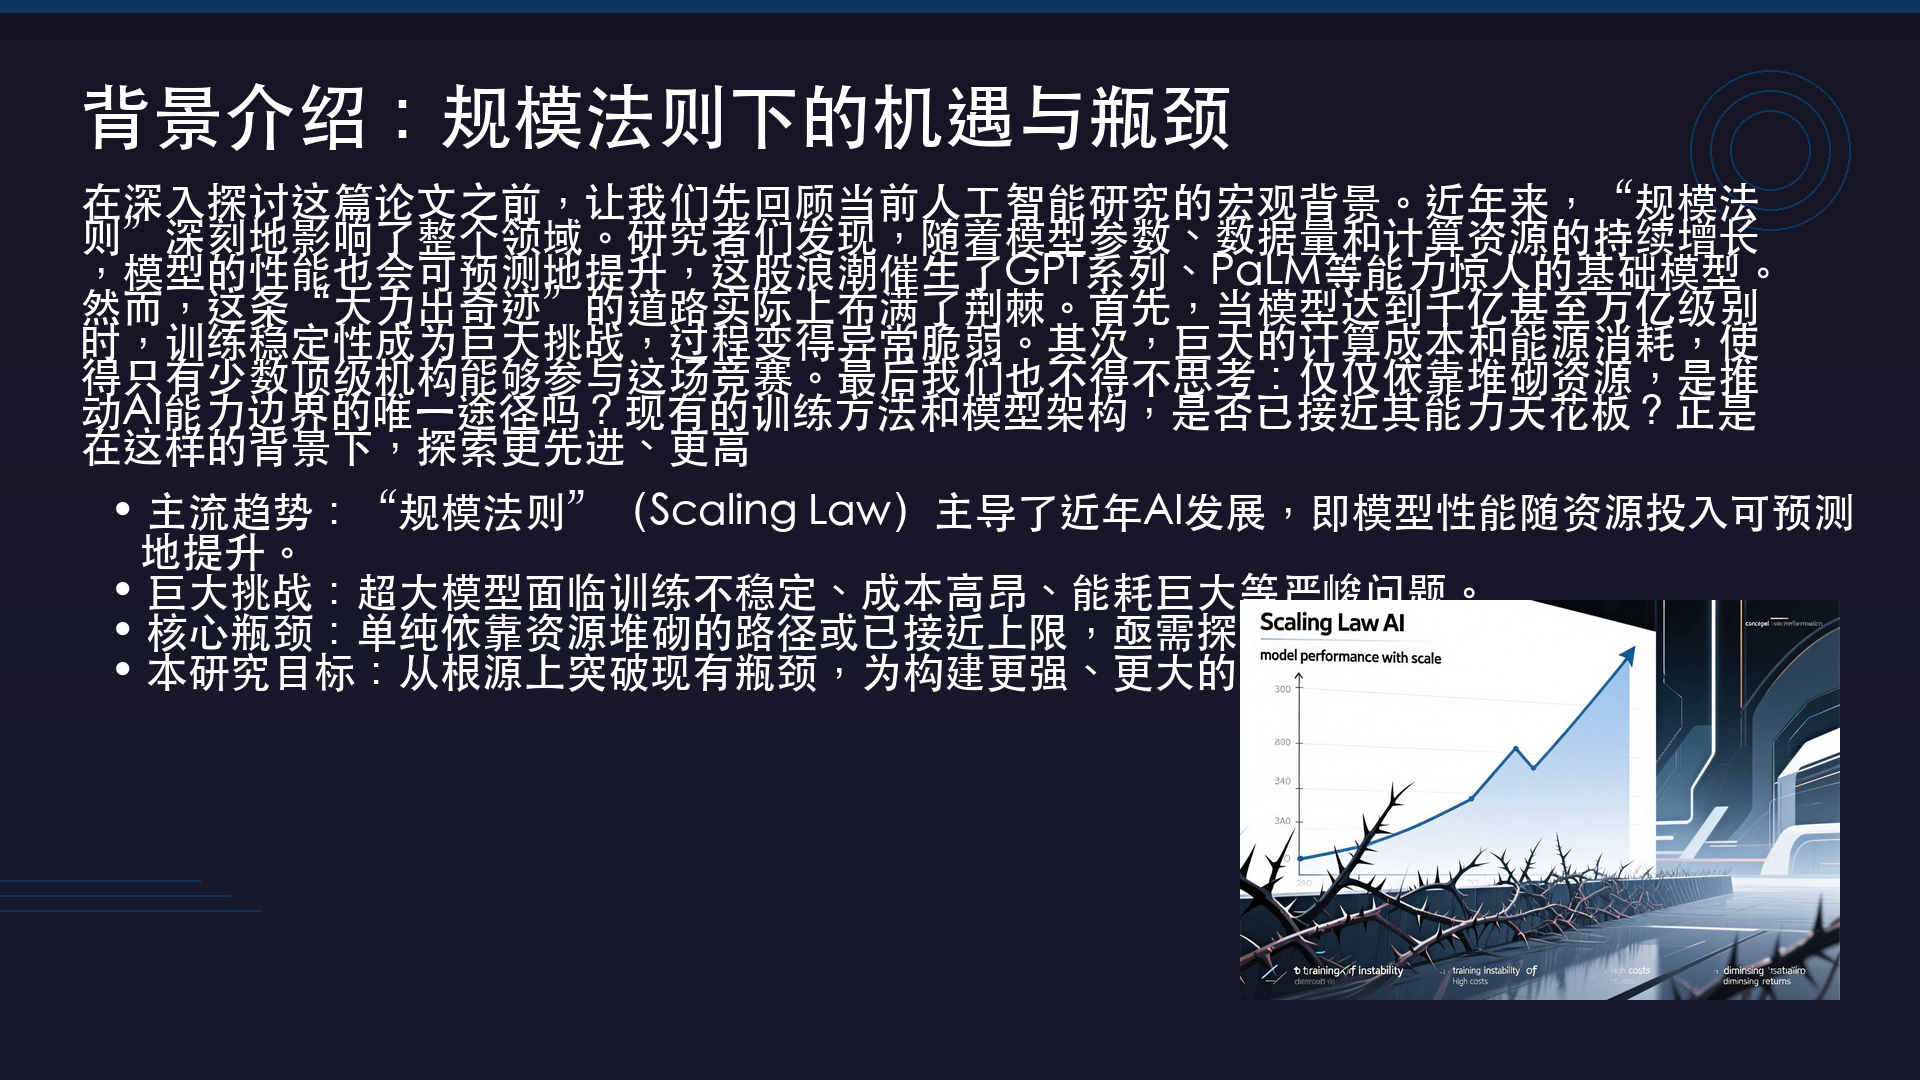 背景介绍：规模法则下的机遇与瓶颈
在深入探讨这篇论文之前，让我们先回顾当前人工智能研究的宏观背景。近年来，“规模法
则”深刻地影响了整个领域。研究者们发现，随着模型参数、数据量和计算资源的持续增长
，模型的性能也会可预测地提升，这股浪潮催生了GPT系列、PaLM等能力惊人的基础模型。
然而，这条“大力出奇迹”的道路实际上布满了荆棘。首先，当模型达到千亿甚至万亿级别
时，训练稳定性成为巨大挑战，过程变得异常脆弱。其次，巨大的计算成本和能源消耗，使
得只有少数顶级机构能够参与这场竞赛。最后我们也不得不思考：仅仅依靠堆砌资源，是推
动AI能力边界的唯一途径吗？现有的训练方法和模型架构，是否已接近其能力天花板？正是
在这样的背景下，探索更先进、更高
• 主流趋势：“规模法则”（Scaling Law）主导了近年AI发展，即模型性能随资源投入可预测
地提升。
• 巨大挑战：超大模型面临训练不稳定、成本高昂、能耗巨大等严峻问题。
• 核心瓶颈：单纯依靠资源堆砌的路径或已接近上限，亟需探
• 本研究目标：从根源上突破现有瓶颈，为构建更强、更大的
Scaling Law AI
model performance with scale
300
800
340
3A0
210
training instability of
High costs
costs
diminsing
diminsing returns